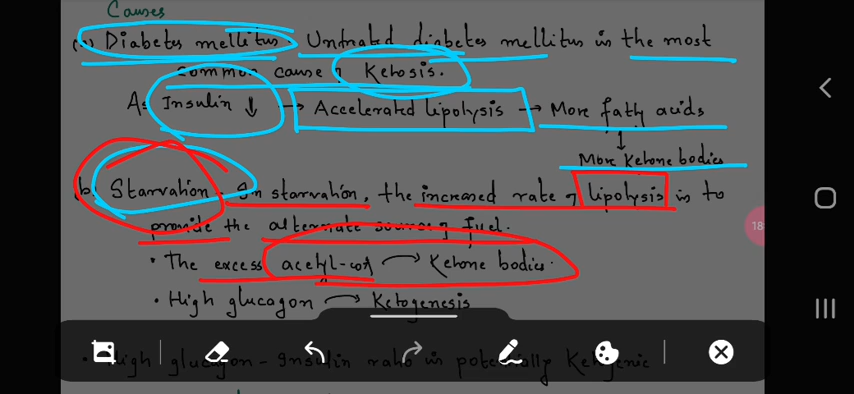 Causes
(a) Diabetes mellitus. Untreated diabetes mellitus is the most
common cause of Ketosis.
As Insulin ↓ → Accelerated lipolysis → More fatty acids
↓
More Ketone bodies
(b) Starvation - In starvation, the increased rate of lipolysis is to
provide the alternate source of fuel.
• The excess acetyl-coA → Ketone bodies.
• High glucagon → Ketogenesis
• High glucagon - Insulin ratio is potentially Ketogenic
18